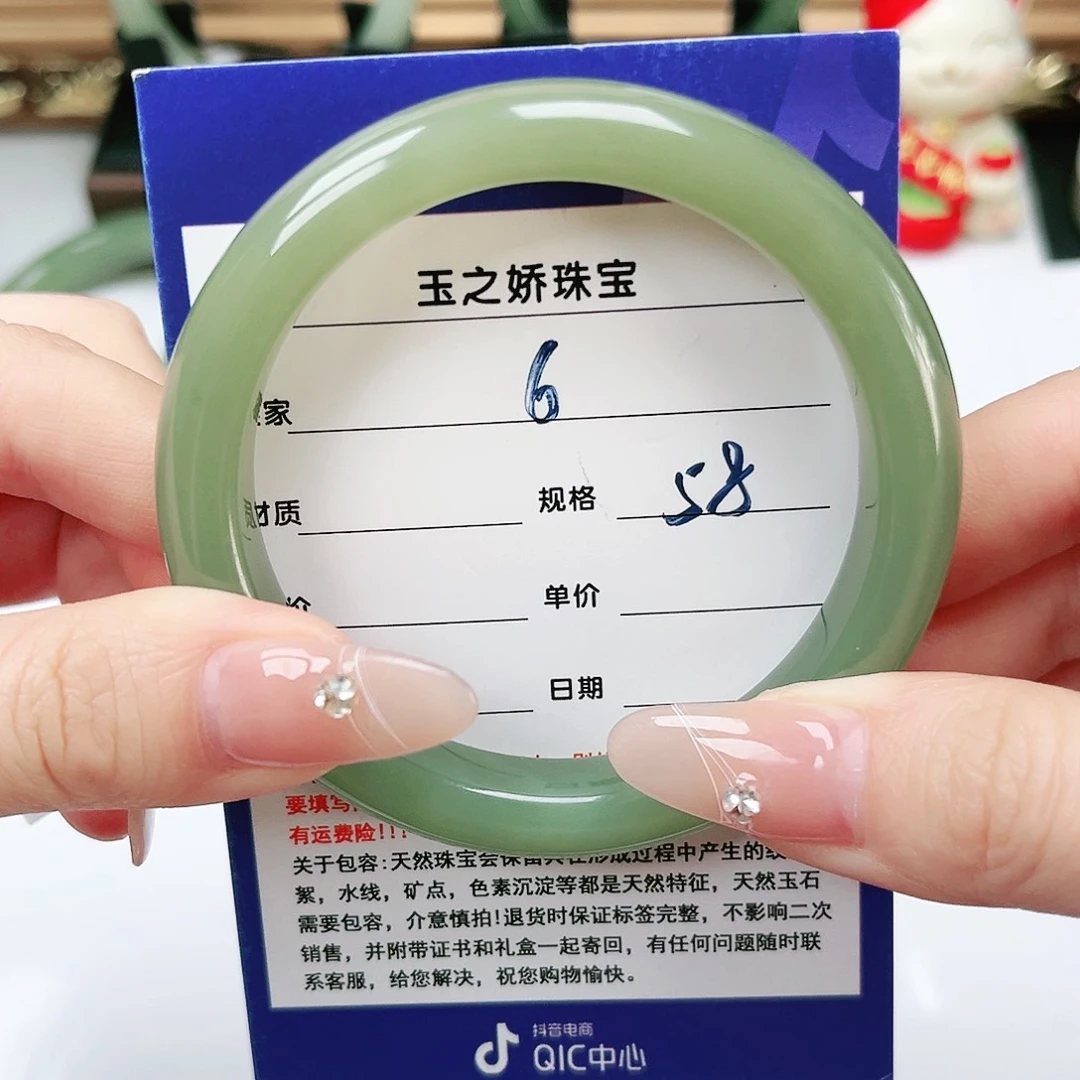 玉之娇珠宝
家 6
材质 规格 58
价 单价
日期
要填写
有运费险!!!
关于包容:天然珠宝会保留其在形成过程中产生的
絮，水线，矿点，色素沉淀等都是天然特征，天然玉石
需要包容，介意慎拍!退货时保证标签完整，不影响二次
销售，并附带证书和礼盒一起寄回，有任何问题随时联
系客服，给您解决，祝您购物愉快。
抖音电商
QIC中心